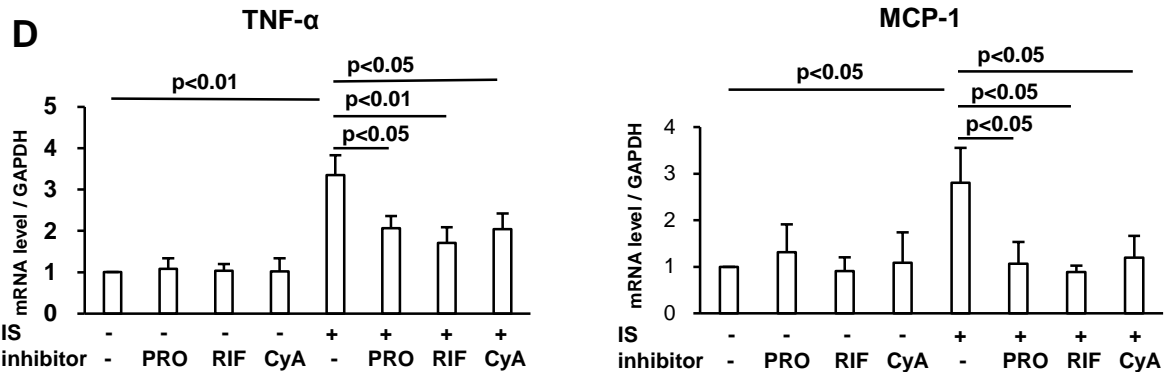 D
TNF-α
p<0.05
p<0.01
p<0.01
p<0.05
mRNA level / GAPDH
5
4
3
2
1
0
IS - - - - + + + +
inhibitor - PRO RIF CyA - PRO RIF CyA
MCP-1
p<0.05
p<0.05
p<0.05
p<0.05
mRNA level / GAPDH
4
3
2
1
0
IS - - - - + + + +
inhibitor - PRO RIF CyA - PRO RIF CyA